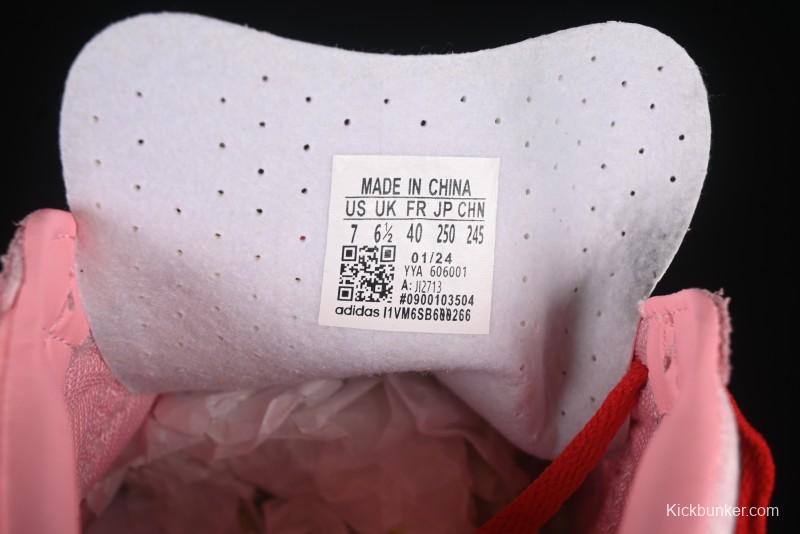 MADE IN CHINA
US UK FR JP CHN
7 6½ 40 250 245
01/24
YYA 606001
A: JI2713
#0900103504
adidas
Kickbunker.com